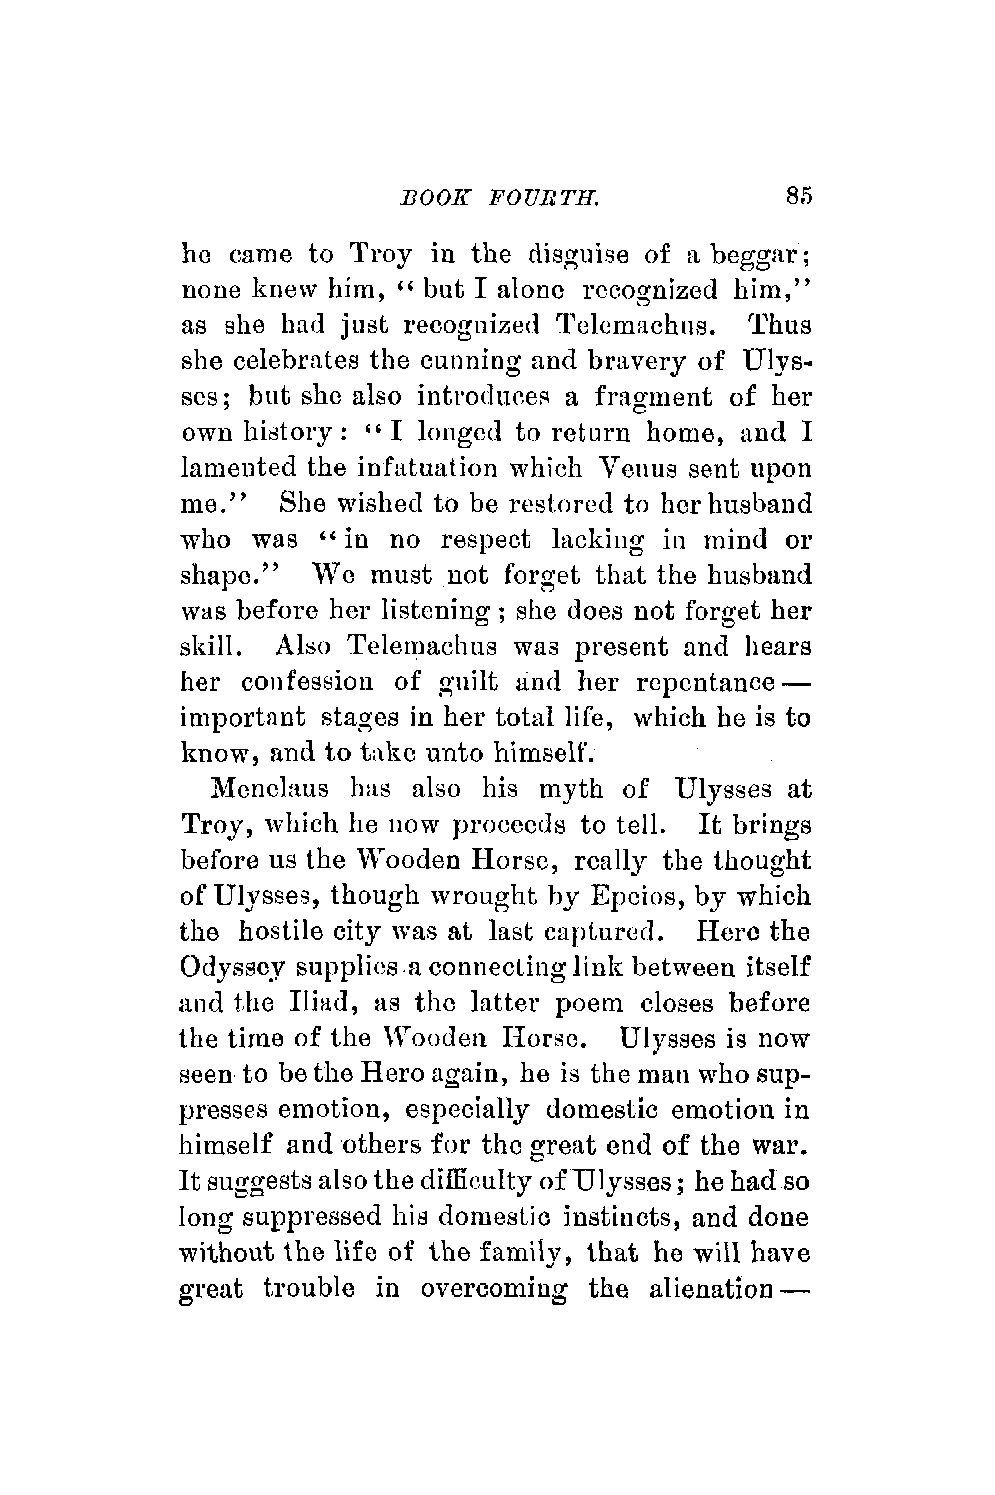 BOOK FOURTH. 85
he came to Troy in the disguise of a beggar;
none knew him, “ but I alone recognized him,”
as she had just recognized Telemachus. Thus
she celebrates the cunning and bravery of Ulys-
ses; but she also introduces a fragment of her
own history: “ I longed to return home, and I
lamented the infatuation which Venus sent upon
me.” She wished to be restored to her husband
who was “ in no respect lacking in mind or
shape.” We must not forget that the husband
was before her listening; she does not forget her
skill. Also Telemachus was present and hears
her confession of guilt and her repentance —
important stages in her total life, which he is to
know, and to take unto himself.
Menelaus has also his myth of Ulysses at
Troy, which he now proceeds to tell. It brings
before us the Wooden Horse, really the thought
of Ulysses, though wrought by Epeios, by which
the hostile city was at last captured. Here the
Odyssey supplies a connecting link between itself
and the Iliad, as the latter poem closes before
the time of the Wooden Horse. Ulysses is now
seen to be the Hero again, he is the man who sup-
presses emotion, especially domestic emotion in
himself and others for the great end of the war.
It suggests also the difficulty of Ulysses; he had so
long suppressed his domestic instincts, and done
without the life of the family, that he will have
great trouble in overcoming the alienation —